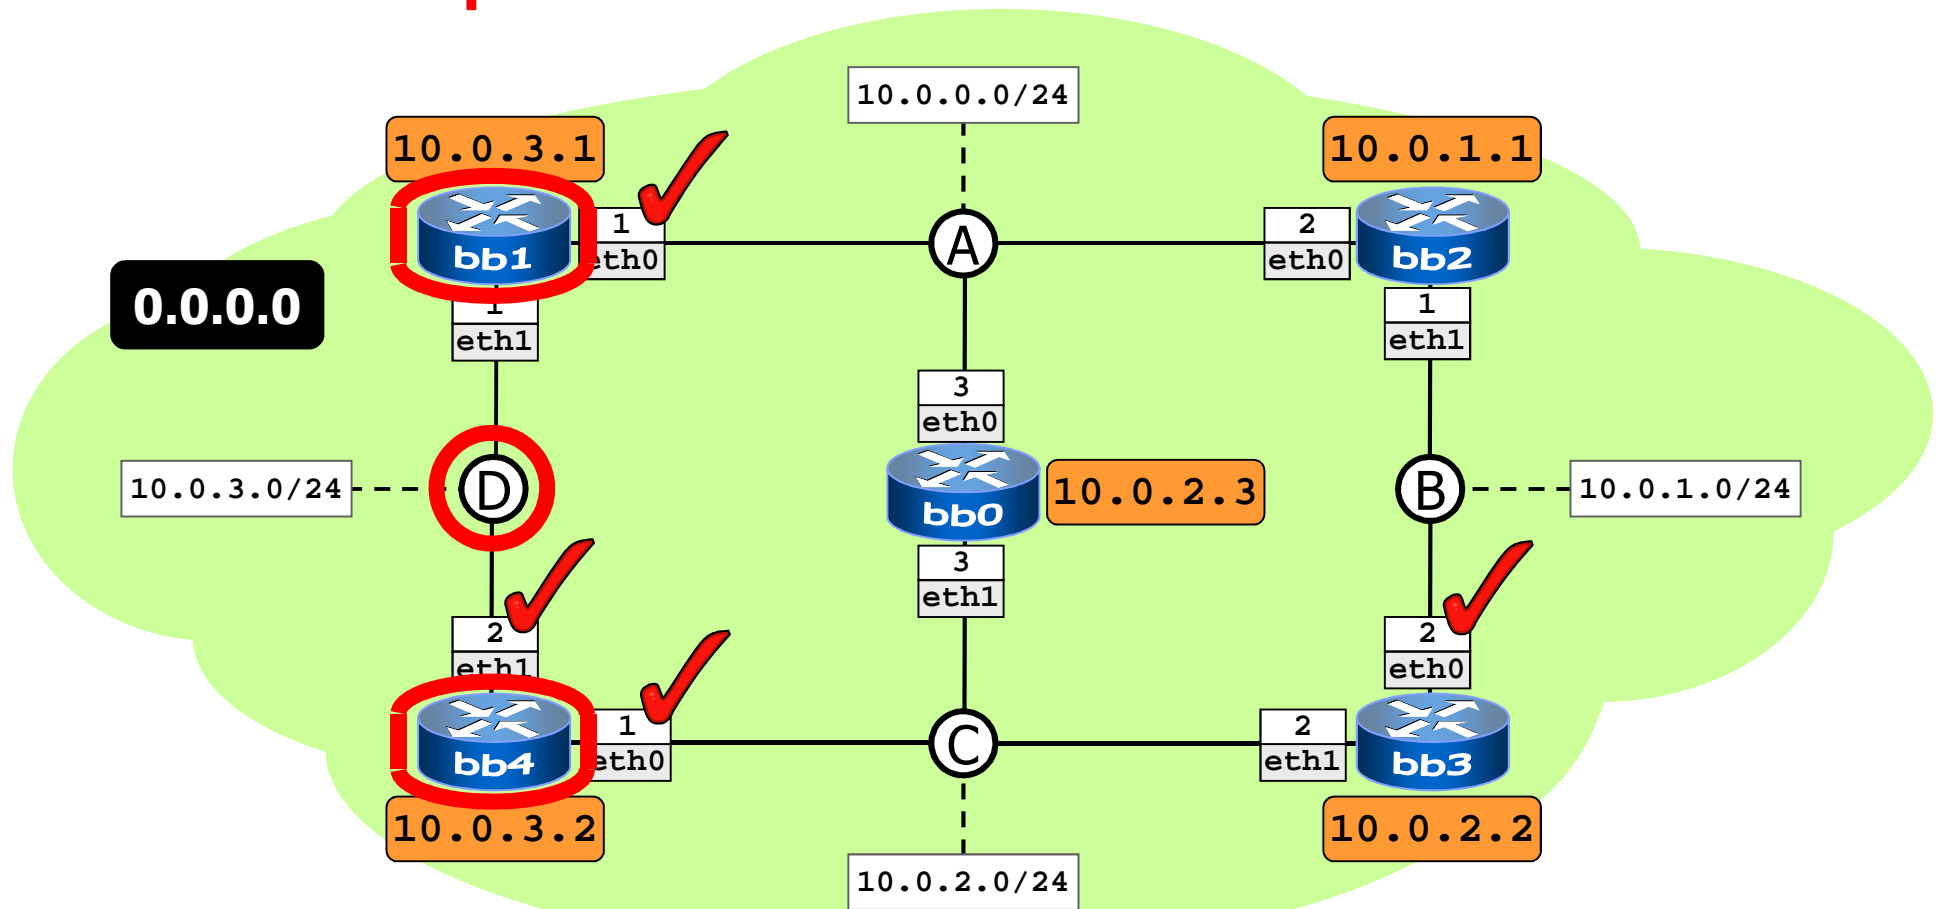 10.0.0.0/24
10.0.3.1
10.0.1.1
1
eth0
A
2
eth0
bb1
bb2
0.0.0.0
1
eth1
1
eth1
3
eth0
10.0.3.0/24
D
bb0
10.0.2.3
B
10.0.1.0/24
3
eth1
2
eth1
2
eth0
bb4
1
eth0
C
2
eth1
bb3
10.0.3.2
10.0.2.2
10.0.2.0/24